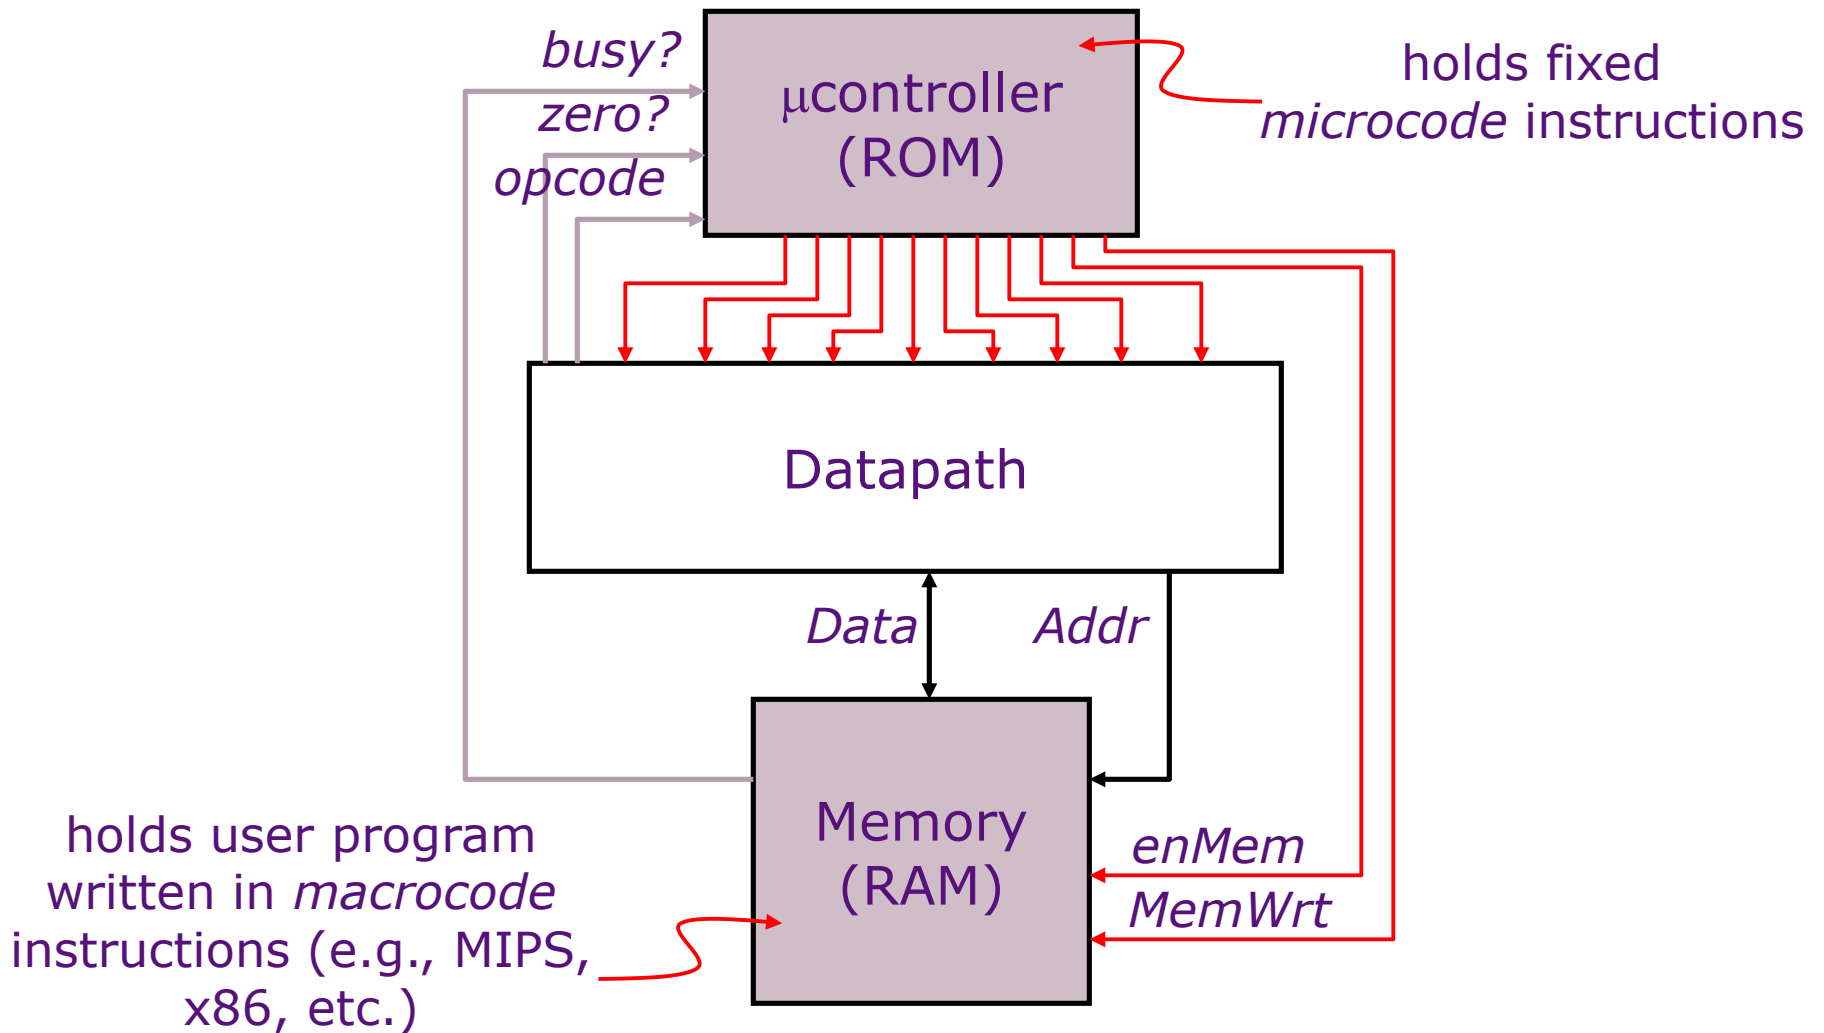 busy?
zero?
opcode
μcontroller
(ROM)
holds fixed
microcode instructions
Datapath
Data
Addr
Memory
(RAM)
enMem
MemWrt
holds user program
written in macrocode
instructions (e.g., MIPS,
x86, etc.)